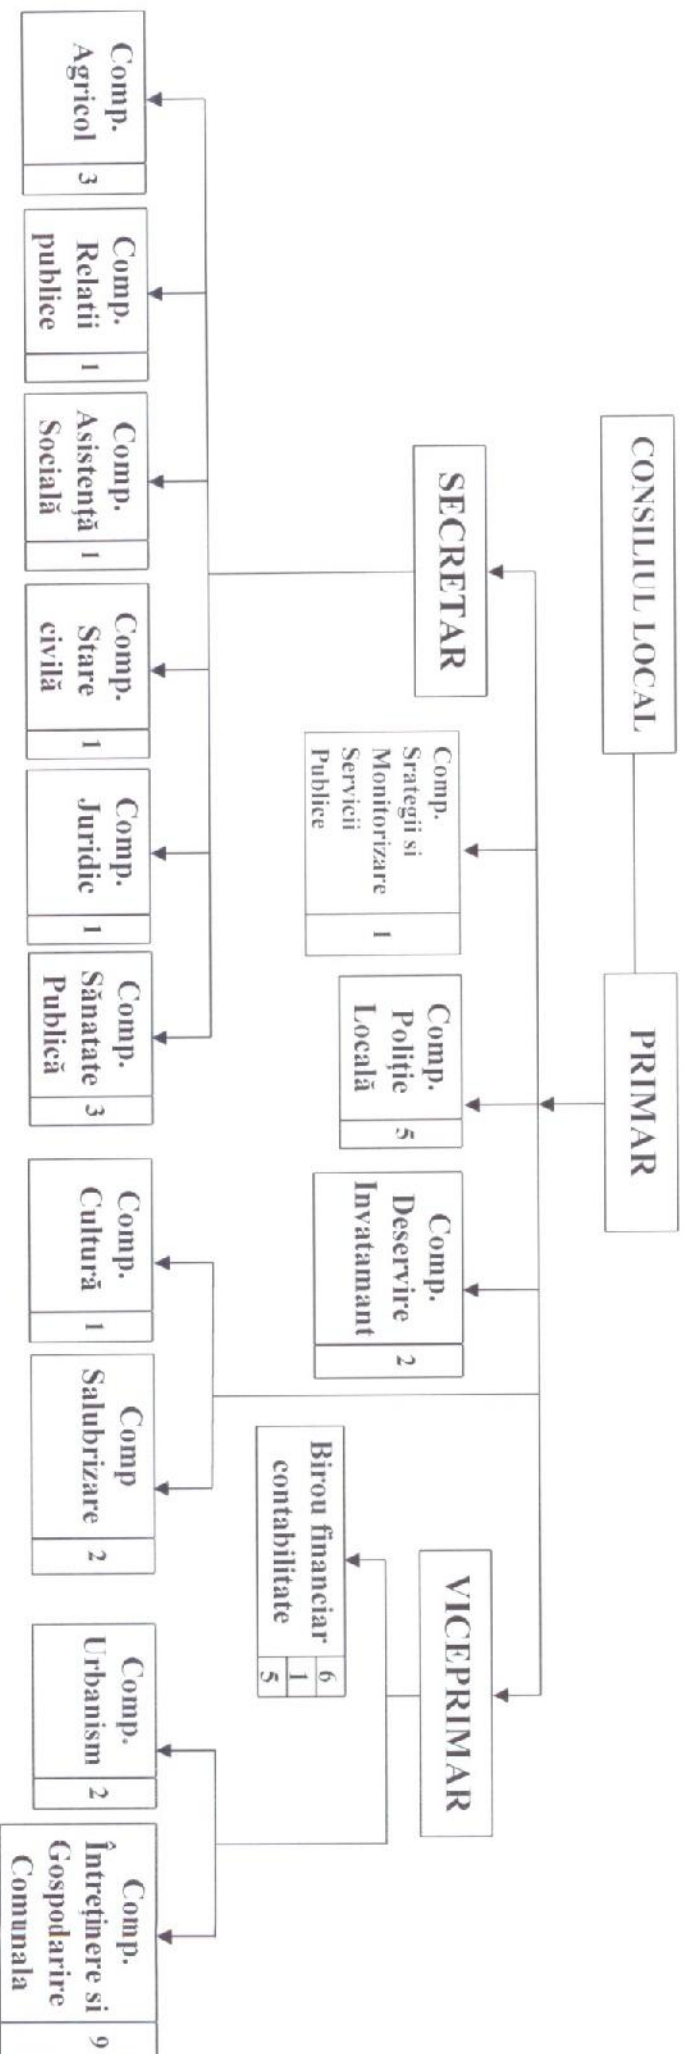 CONSILIUL LOCAL
PRIMAR
SECRETAR
VICEPRIMAR
Comp.
Srategii si
Monitorizare
Servicii
Publice
1
Comp.
Poliție
Locală
5
Comp.
Deservire
Invatamant
2
Birou financiar
contabilitate
6
1
5
Comp.
Agricol
3
Comp.
Relatii
publice
1
Comp.
Asistență
Socială
1
Comp.
Stare
civilă
1
Comp.
Juridic
1
Comp.
Sănatate
Publică
3
Comp.
Cultură
1
Comp
Salubrizare
2
Comp.
Urbanism
2
Comp.
Întreținere si
Gospodarire
Comunala
9